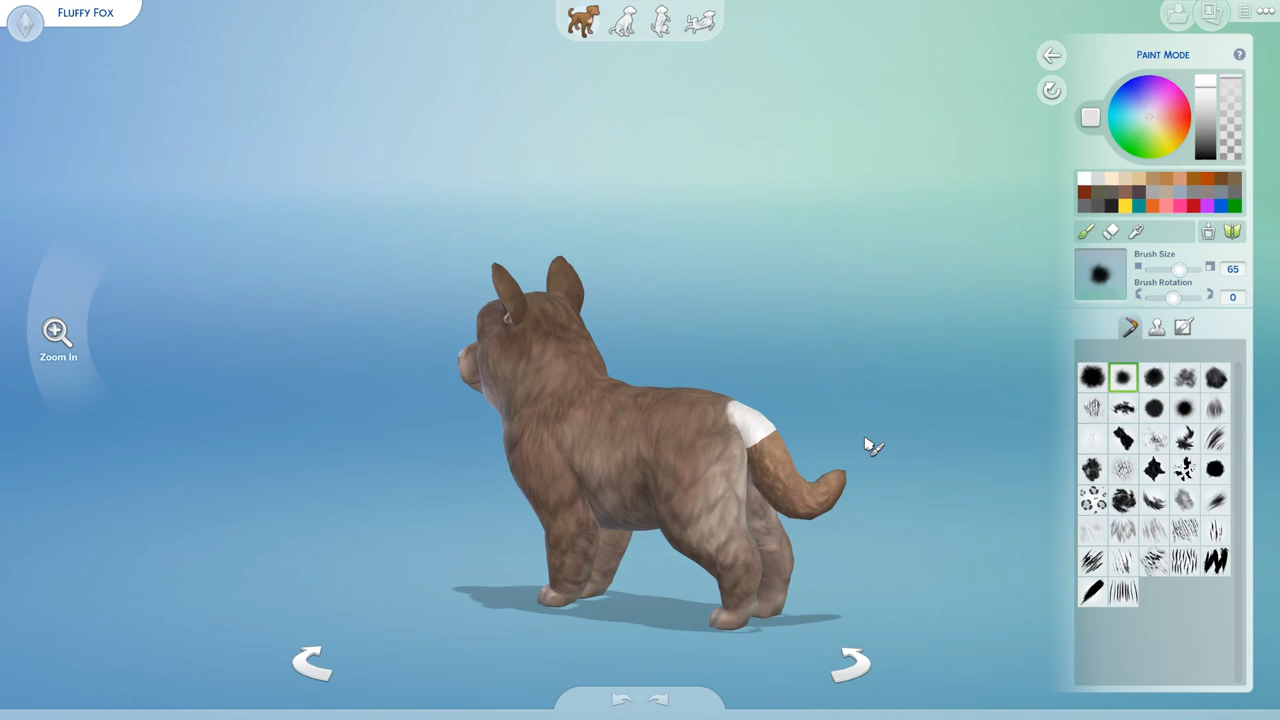 Fluffy Fox
Paint Mode
?
Brush Size
65
Brush Rotation
0
Zoom In